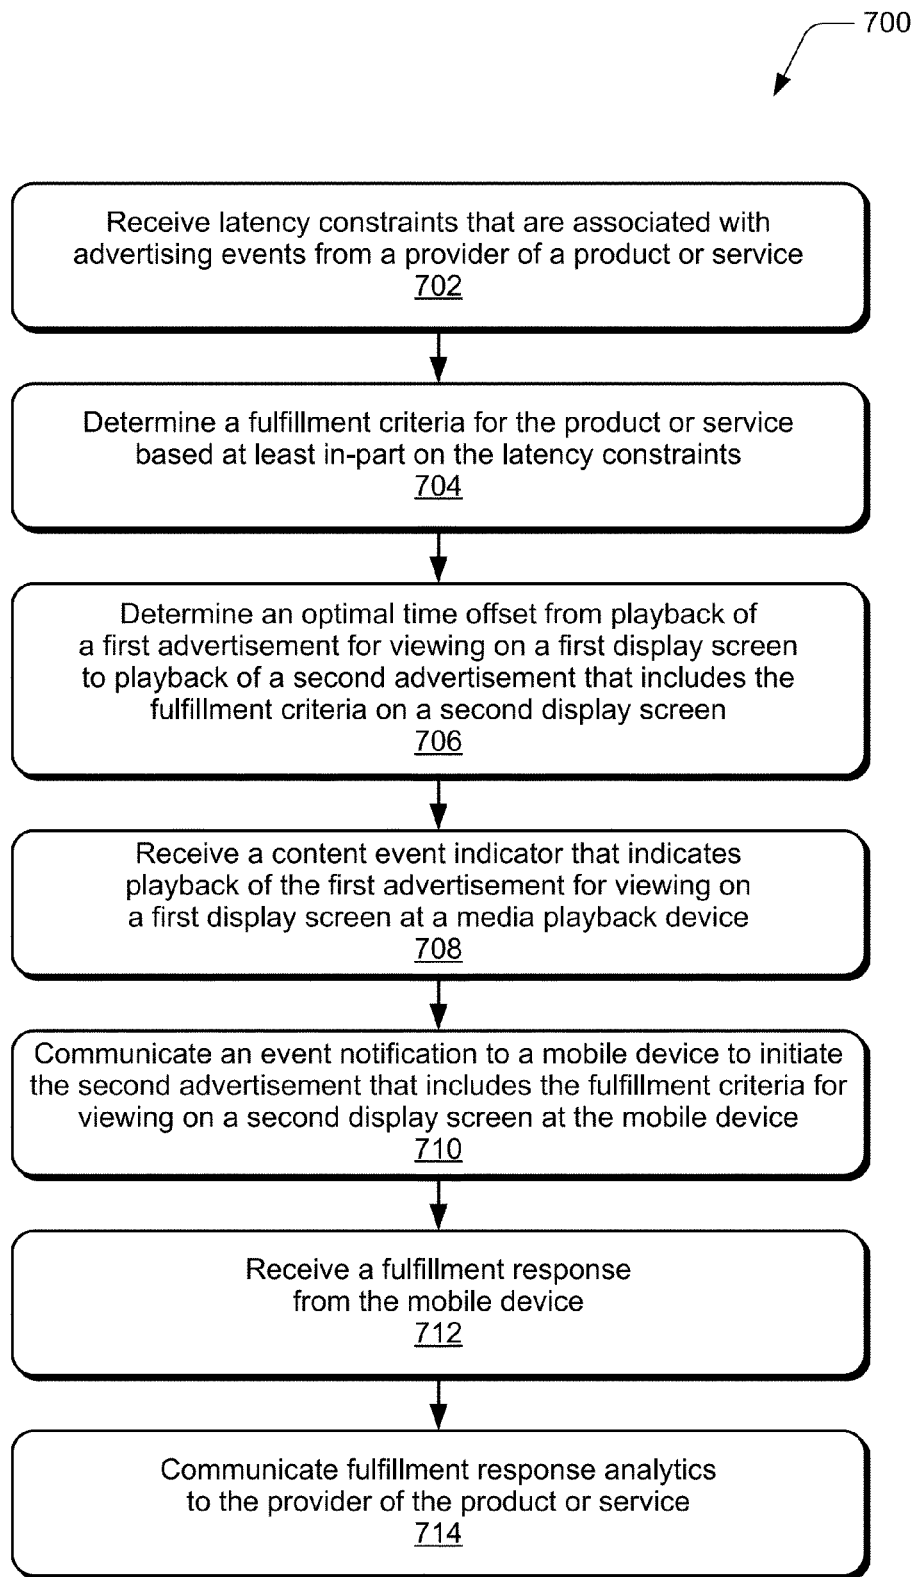 700
Receive latency constraints that are associated with
advertising events from a provider of a product or service
702
Determine a fulfillment criteria for the product or service
based at least in-part on the latency constraints
704
Determine an optimal time offset from playback of
a first advertisement for viewing on a first display screen
to playback of a second advertisement that includes the
fulfillment criteria on a second display screen
706
Receive a content event indicator that indicates
playback of the first advertisement for viewing on
a first display screen at a media playback device
708
Communicate an event notification to a mobile device to initiate
the second advertisement that includes the fulfillment criteria for
viewing on a second display screen at the mobile device
710
Receive a fulfillment response
from the mobile device
712
Communicate fulfillment response analytics
to the provider of the product or service
714